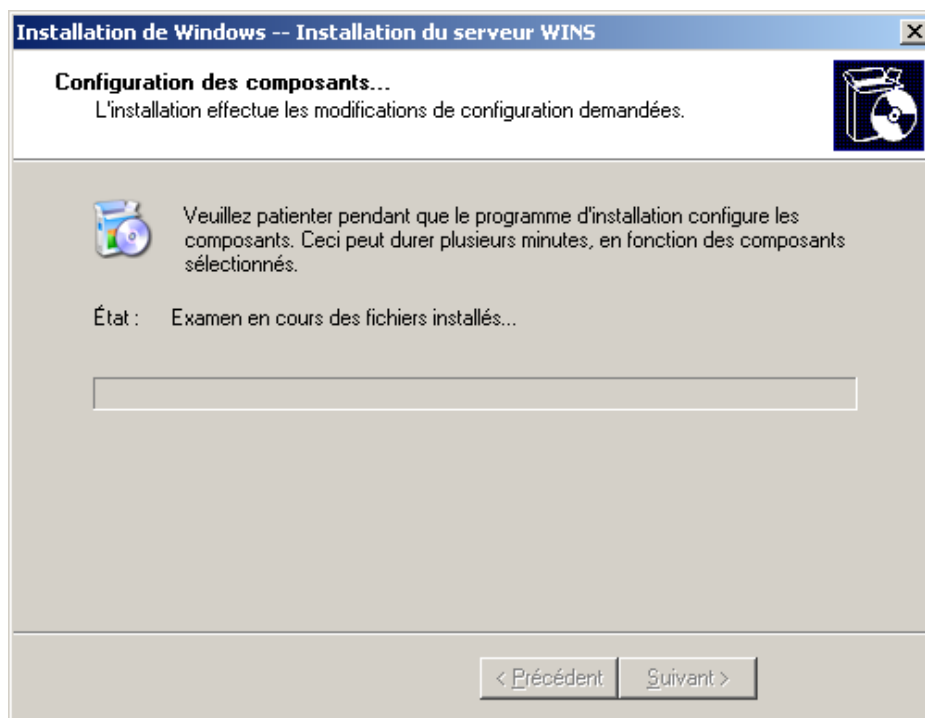 Installation de Windows -- Installation du serveur WINS
Configuration des composants...
L'installation effectue les modifications de configuration demandées.
Veuillez patienter pendant que le programme d'installation configure les
composants. Ceci peut durer plusieurs minutes, en fonction des composants
sélectionnés.
État : Examen en cours des fichiers installés...
< Précédent Suivant >